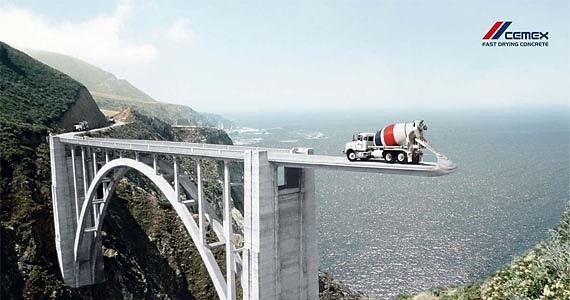 CEMEX
FAST DRYING CONCRETE